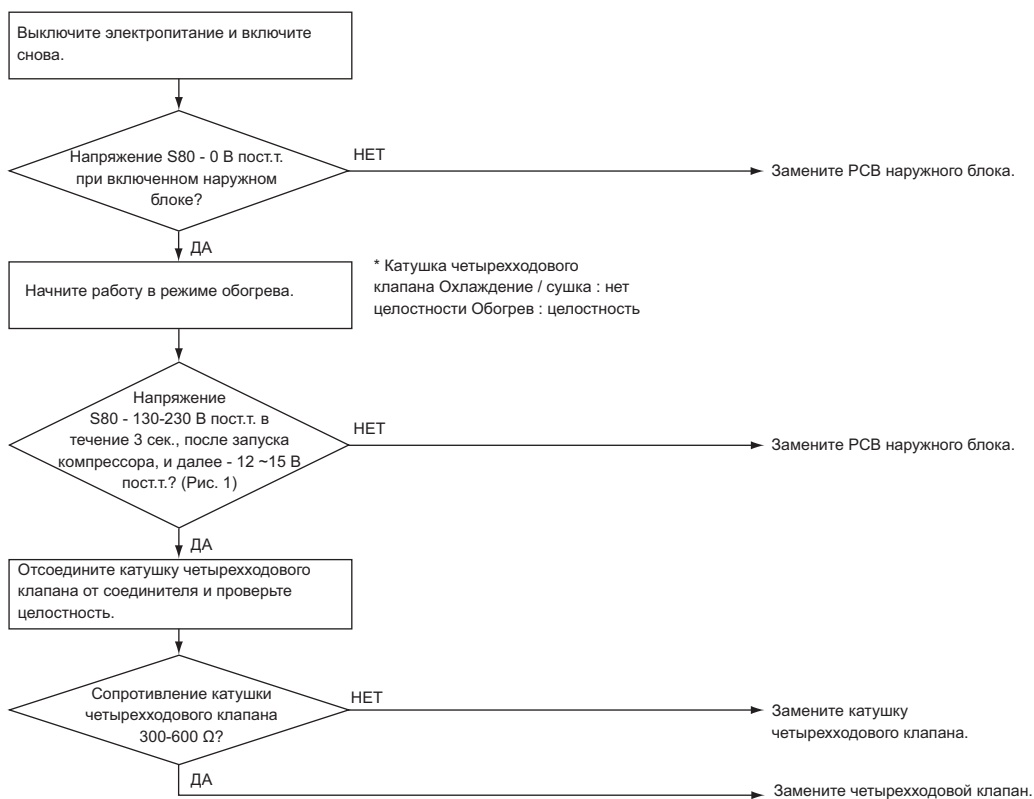 Выключите электропитание и включите
снова.
Напряжение S80 - 0 В пост.т.
при включенном наружном
блоке?
НЕТ
Замените PCB наружного блока.
ДА
Начните работу в режиме обогрева.
* Катушка четырехходового
клапана Охлаждение / сушка : нет
целостности Обогрев : целостность
Напряжение
S80 - 130-230 В пост.т. в
течение 3 сек., после запуска
компрессора, и далее - 12 ~15 В
пост.т.? (Рис. 1)
НЕТ
Замените PCB наружного блока.
ДА
Отсоедините катушку четырехходового
клапана от соединителя и проверьте
целостность.
Сопротивление катушки
четырехходового клапана
300-600 Ω?
НЕТ
Замените катушку
четырехходового клапана.
ДА
Замените четырехходовой клапан.